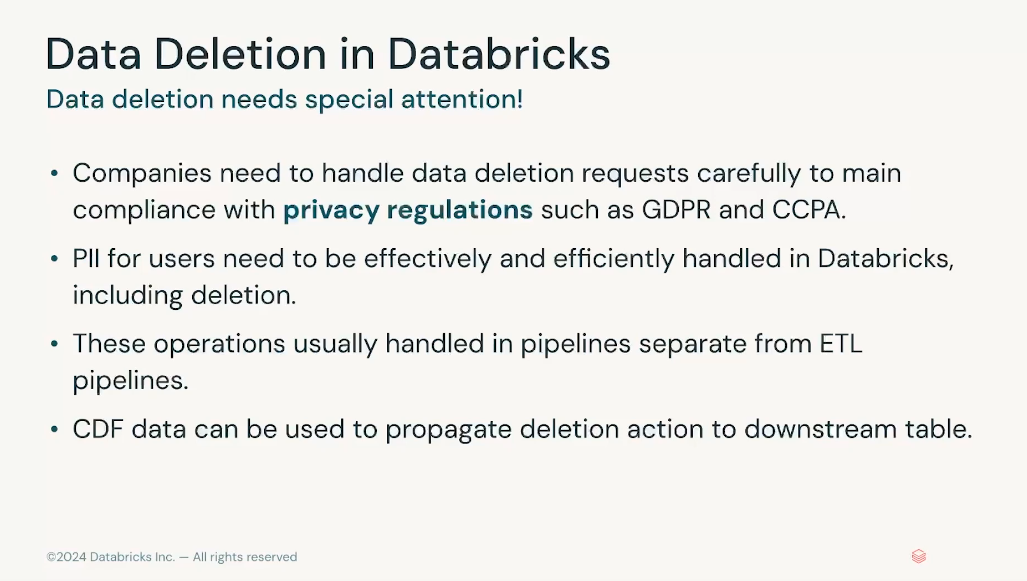 Data Deletion in Databricks
Data deletion needs special attention!
• Companies need to handle data deletion requests carefully to main
compliance with privacy regulations such as GDPR and CCPA.
• PII for users need to be effectively and efficiently handled in Databricks,
including deletion.
• These operations usually handled in pipelines separate from ETL
pipelines.
• CDF data can be used to propagate deletion action to downstream table.
©2024 Databricks Inc. — All rights reserved